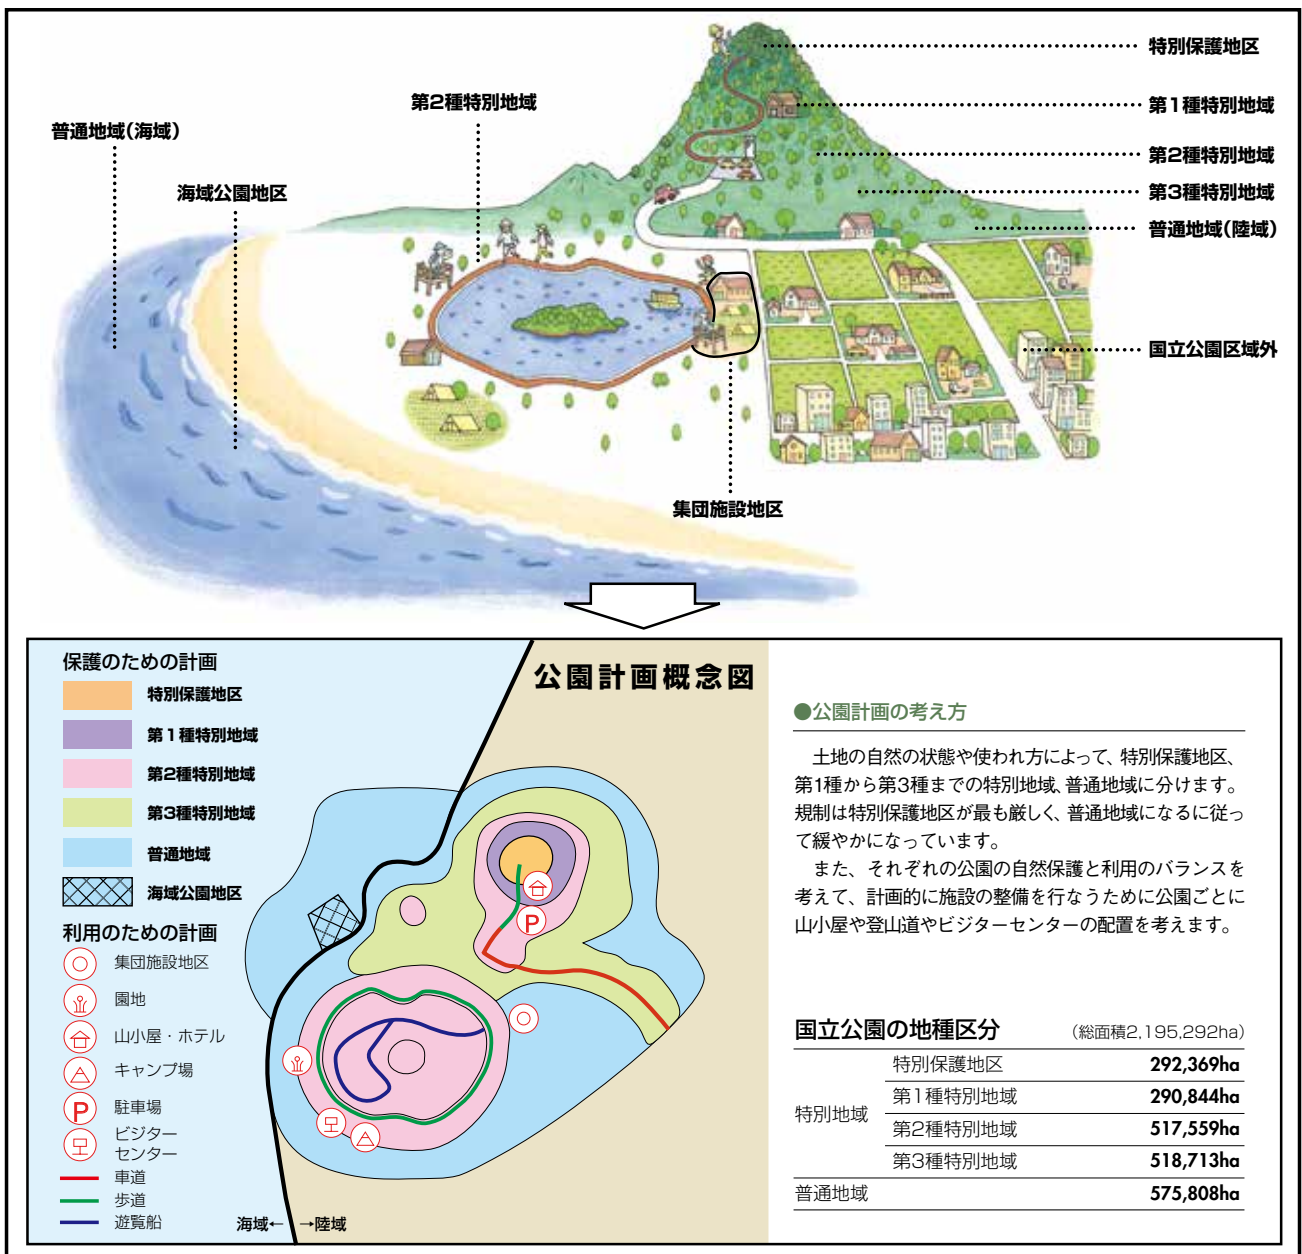 特別保護地区
第1種特別地域
第2種特別地域
第3種特別地域
普通地域(陸域)
国立公園区域外
第2種特別地域
普通地域(海域)
海域公園地区
集団施設地区
公園計画概念図
保護のための計画
特別保護地区
第1種特別地域
第2種特別地域
第3種特別地域
普通地域
海域公園地区
利用のための計画
集団施設地区
園地
山小屋・ホテル
キャンプ場
P
駐車場
ビジター
センター
車道
歩道
遊覧船
P
海域← →陸域
●公園計画の考え方
土地の自然の状態や使われ方によって、特別保護地区、
第1種から第3種までの特別地域、普通地域に分けます。
規制は特別保護地区が最も厳しく、普通地域になるに従っ
て緩やかになっています。
また、それぞれの公園の自然保護と利用のバランスを
考えて、計画的に施設の整備を行なうために公園ごとに
山小屋や登山道やビジターセンターの配置を考えます。
国立公園の地種区分 (総面積2,195,292ha)
特別地域
特別保護地区 292,369ha
第1種特別地域 290,844ha
第2種特別地域 517,559ha
第3種特別地域 518,713ha
普通地域 575,808ha